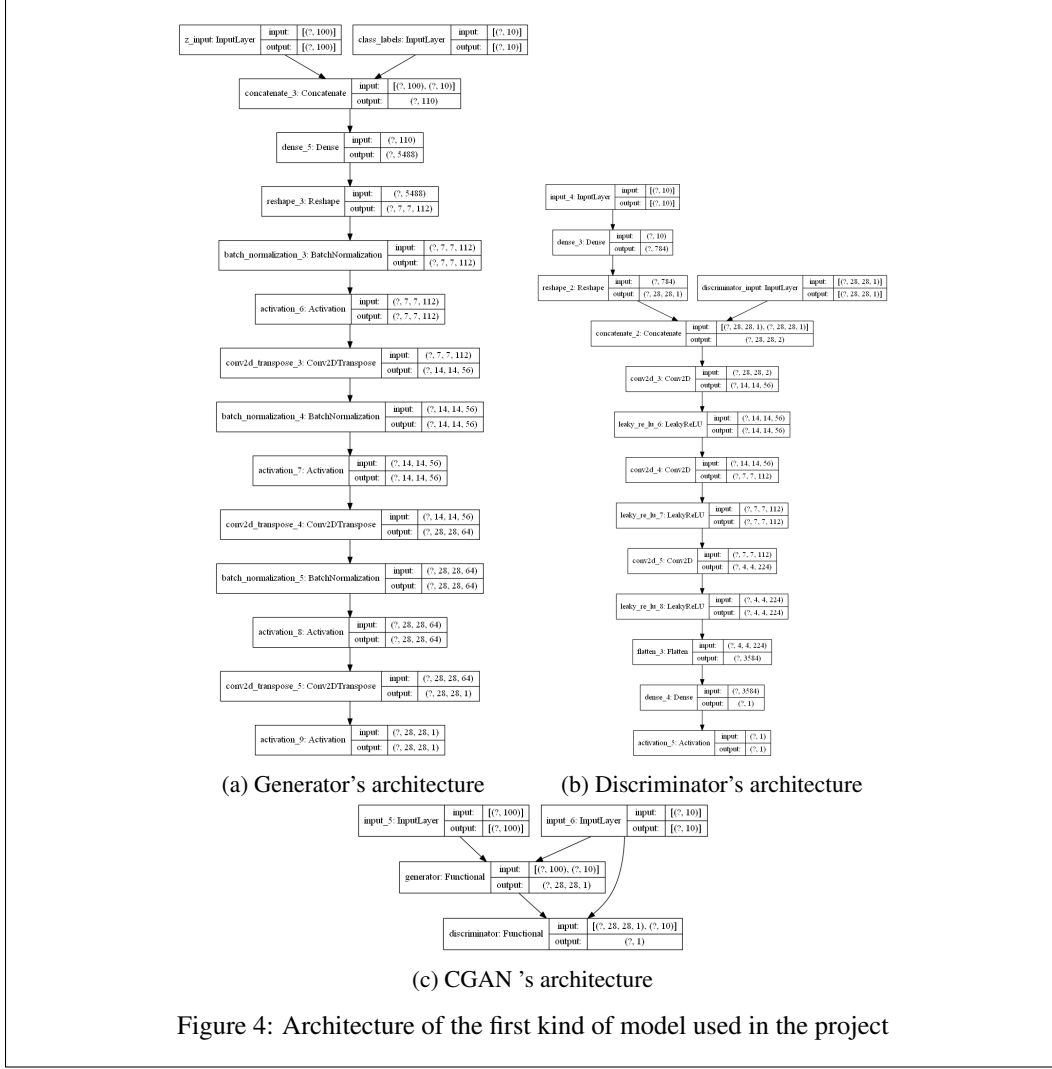 z_input: InputLayer input: [(?, 100)]
output: [(?, 100)]
class_labels: InputLayer input: [(?, 10)]
output: [(?, 10)]
concatenate_3: Concatenate input: [(?, 100), (?, 10)]
output: (?, 110)
dense_5: Dense input: (?, 110)
output: (?, 5488)
reshape_3: Reshape input: (?, 5488)
output: (?, 7, 7, 112)
batch_normalization_3: BatchNormalization input: (?, 7, 7, 112)
output: (?, 7, 7, 112)
activation_6: Activation input: (?, 7, 7, 112)
output: (?, 7, 7, 112)
conv2d_transpose_3: Conv2DTranspose input: (?, 7, 7, 112)
output: (?, 14, 14, 56)
batch_normalization_4: BatchNormalization input: (?, 14, 14, 56)
output: (?, 14, 14, 56)
activation_7: Activation input: (?, 14, 14, 56)
output: (?, 14, 14, 56)
conv2d_transpose_4: Conv2DTranspose input: (?, 14, 14, 56)
output: (?, 28, 28, 64)
batch_normalization_5: BatchNormalization input: (?, 28, 28, 64)
output: (?, 28, 28, 64)
activation_8: Activation input: (?, 28, 28, 64)
output: (?, 28, 28, 64)
conv2d_transpose_5: Conv2DTranspose input: (?, 28, 28, 64)
output: (?, 28, 28, 1)
activation_9: Activation input: (?, 28, 28, 1)
output: (?, 28, 28, 1)
(a) Generator's architecture
input_4: InputLayer input: [(?, 10)]
output: [(?, 10)]
dense_3: Dense input: (?, 10)
output: (?, 784)
reshape_2: Reshape input: (?, 784)
output: (?, 28, 28, 1)
discriminator_input: InputLayer input: [(?, 28, 28, 1)]
output: [(?, 28, 28, 1)]
concatenate_2: Concatenate input: [(?, 28, 28, 1), (?, 28, 28, 1)]
output: (?, 28, 28, 2)
conv2d_3: Conv2D input: (?, 28, 28, 2)
output: (?, 14, 14, 56)
leaky_re_lu_6: LeakyReLU input: (?, 14, 14, 56)
output: (?, 14, 14, 56)
conv2d_4: Conv2D input: (?, 14, 14, 56)
output: (?, 7, 7, 112)
leaky_re_lu_7: LeakyReLU input: (?, 7, 7, 112)
output: (?, 7, 7, 112)
conv2d_5: Conv2D input: (?, 7, 7, 112)
output: (?, 4, 4, 224)
leaky_re_lu_8: LeakyReLU input: (?, 4, 4, 224)
output: (?, 4, 4, 224)
flatten_3: Flatten input: (?, 4, 4, 224)
output: (?, 3584)
dense_4: Dense input: (?, 3584)
output: (?, 1)
activation_5: Activation input: (?, 1)
output: (?, 1)
(b) Discriminator's architecture
input_5: InputLayer input: [(?, 100)]
output: [(?, 100)]
input_6: InputLayer input: [(?, 10)]
output: [(?, 10)]
generator: Functional input: [(?, 100), (?, 10)]
output: (?, 28, 28, 1)
discriminator: Functional input: [(?, 28, 28, 1), (?, 10)]
output: (?, 1)
(c) CGAN 's architecture
Figure 4: Architecture of the first kind of model used in the project